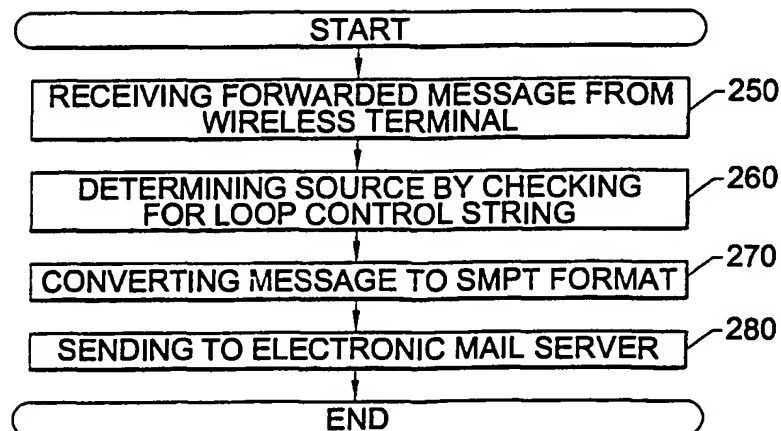 START
RECEIVING FORWARDED MESSAGE FROM
WIRELESS TERMINAL
250
DETERMINING SOURCE BY CHECKING
FOR LOOP CONTROL STRING
260
CONVERTING MESSAGE TO SMPT FORMAT
270
SENDING TO ELECTRONIC MAIL SERVER
280
END